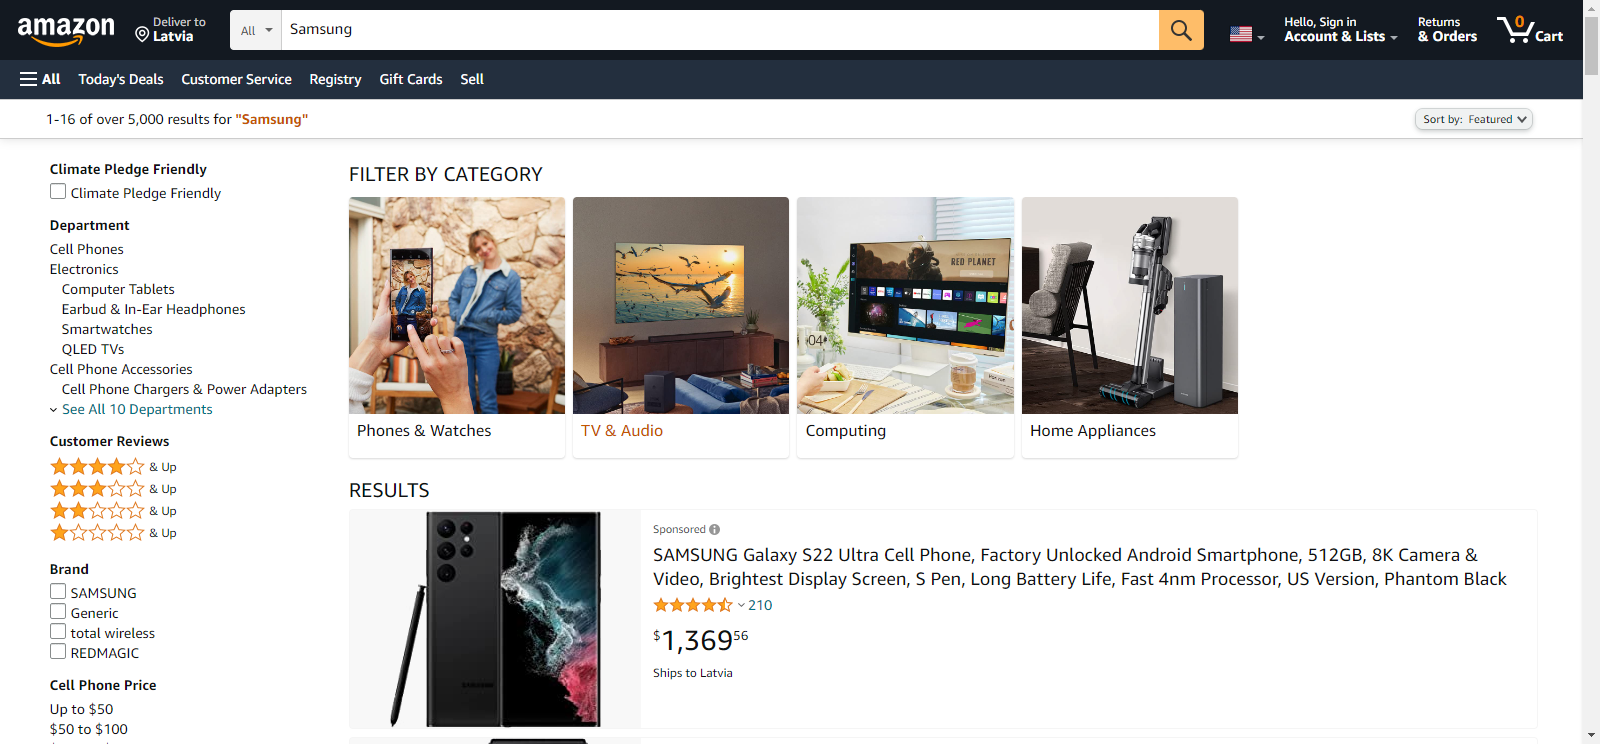 amazon
Deliver to
Latvia
All
Samsung
Hello, Sign in
Account & Lists
Returns
& Orders
0
Cart
All
Today's Deals
Customer Service
Registry
Gift Cards
Sell
1-16 of over 5,000 results for "Samsung"
Sort by: Featured
Climate Pledge Friendly
Climate Pledge Friendly
Department
Cell Phones
Electronics
Computer Tablets
Earbud & In-Ear Headphones
Smartwatches
QLED TVs
Cell Phone Accessories
Cell Phone Chargers & Power Adapters
See All 10 Departments
Customer Reviews
& Up
& Up
& Up
& Up
Brand
SAMSUNG
Generic
total wireless
REDMAGIC
Cell Phone Price
Up to $50
$50 to $100
FILTER BY CATEGORY
RED PLANET
Phones & Watches
TV & Audio
Computing
Home Appliances
RESULTS
SAMSUNG
Sponsored
SAMSUNG Galaxy S22 Ultra Cell Phone, Factory Unlocked Android Smartphone, 512GB, 8K Camera &
Video, Brightest Display Screen, S Pen, Long Battery Life, Fast 4nm Processor, US Version, Phantom Black
210
$1,369 56
Ships to Latvia